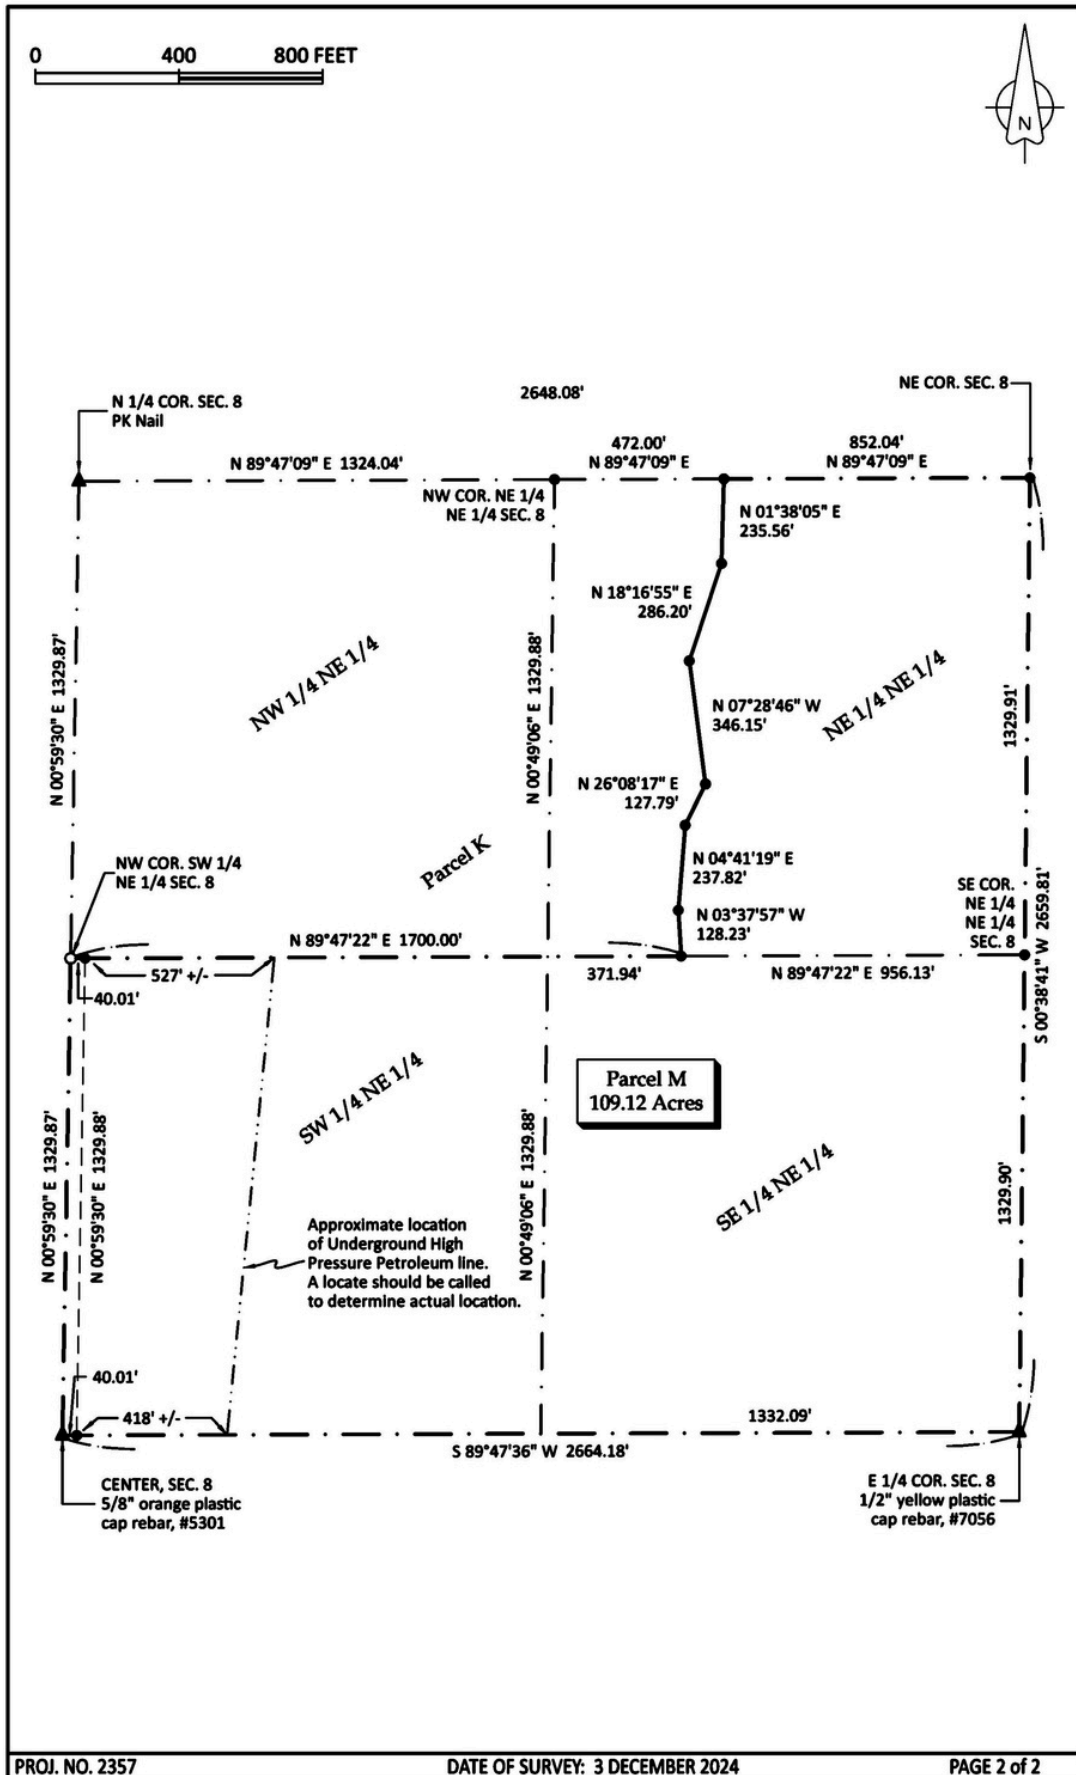 0 400 800 FEET
N
2648.08'
NE COR. SEC. 8
N 1/4 COR. SEC. 8
PK Nail
N 89°47'09" E 1324.04'
472.00'
N 89°47'09" E
852.04'
N 89°47'09" E
NW COR. NE 1/4
NE 1/4 SEC. 8
N 01°38'05" E
235.56'
N 18°16'55" E
286.20'
N 00°59'30" E 1329.87'
NW 1/4 NE 1/4
N 00°49'06" E 1329.88'
N 07°28'46" W
346.15'
NE 1/4 NE 1/4
1329.91'
N 26°08'17" E
127.79'
Parcel K
N 04°41'19" E
237.82'
NW COR. SW 1/4
NE 1/4 SEC. 8
SE COR.
NE 1/4
NE 1/4
SEC. 8
S 00°38'41" W 2659.81'
N 03°37'57" W
128.23'
N 89°47'22" E 1700.00'
527' +/-
371.94'
N 89°47'22" E 956.13'
40.01'
Parcel M
109.12 Acres
SW 1/4 NE 1/4
N 00°59'30" E 1329.87'
N 00°59'30" E 1329.88'
N 00°49'06" E 1329.88'
SE 1/4 NE 1/4
1329.90'
Approximate location
of Underground High
Pressure Petroleum line.
A locate should be called
to determine actual location.
40.01'
418' +/-
1332.09'
S 89°47'36" W 2664.18'
CENTER, SEC. 8
5/8" orange plastic
cap rebar, #5301
E 1/4 COR. SEC. 8
1/2" yellow plastic
cap rebar, #7056
PROJ. NO. 2357 DATE OF SURVEY: 3 DECEMBER 2024 PAGE 2 of 2